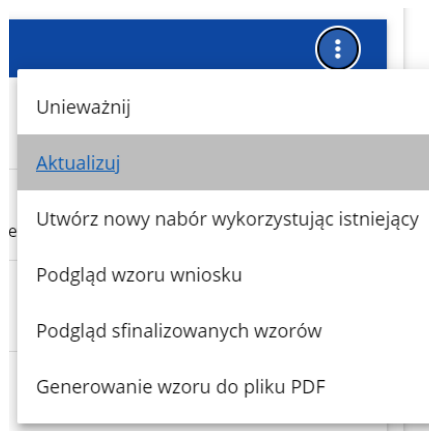 Unieważnij
Aktualizuj
Utwórz nowy nabór wykorzystując istniejący
e
Podgląd wzoru wniosku
Podgląd sfinalizowanych wzorów
Generowanie wzoru do pliku PDF